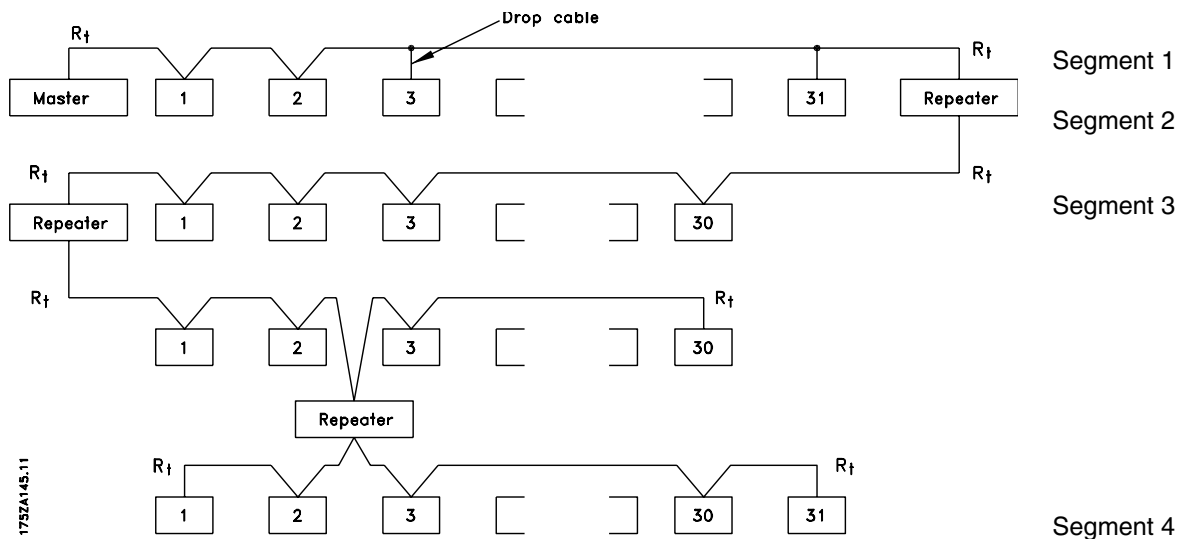 Drop cable
Rt Rt Segment 1
Master 1 2 3 31 Repeater
Segment 2
Rt Rt
Segment 3
Repeater 1 2 3 30
Rt Rt
1 2 3 30
Repeater
Rt Rt
1 2 3 30 31
Segment 4
175ZA145.11